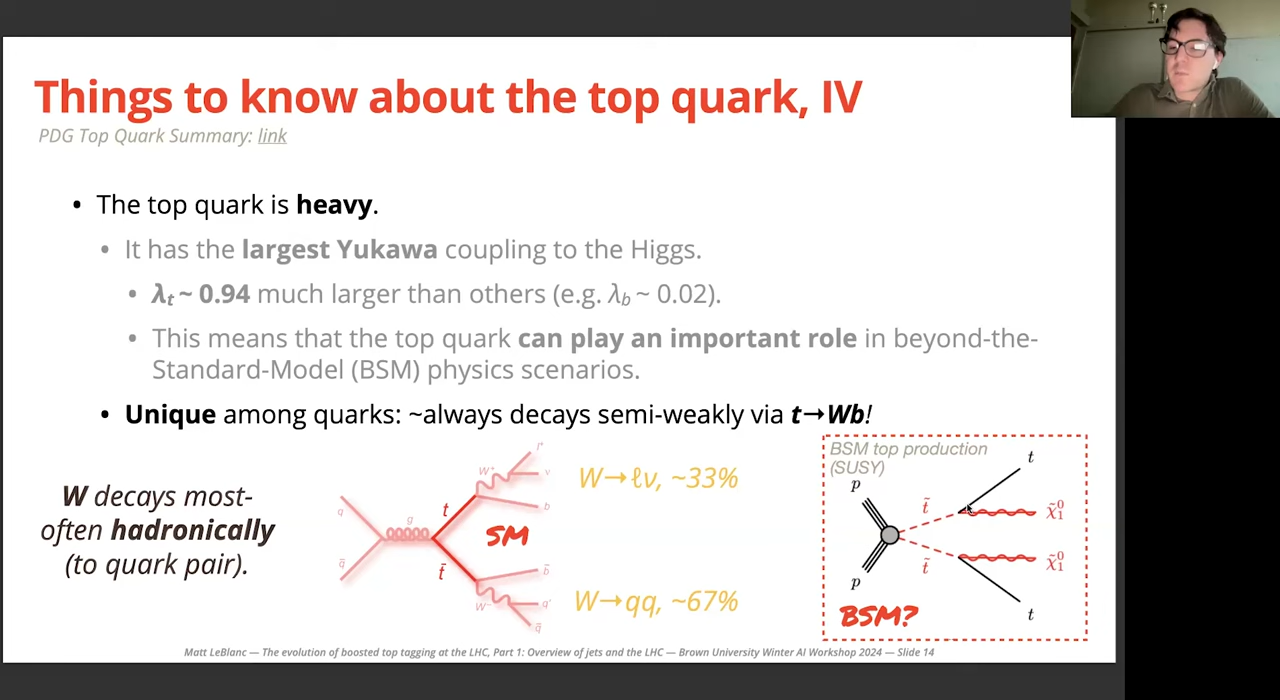 Things to know about the top quark, IV
PDG Top Quark Summary: link
• The top quark is heavy.
• It has the largest Yukawa coupling to the Higgs.
• λt ~ 0.94 much larger than others (e.g. λb ~ 0.02).
• This means that the top quark can play an important role in beyond-the-
Standard-Model (BSM) physics scenarios.
• Unique among quarks: ~always decays semi-weakly via t→Wb!
W decays most-
often hadronically
(to quark pair).
q
q̄
g
t
t̄
W⁺
l⁺
ν
b
SM
b̄
W⁻
q'
q̄
W→ℓν, ~33%
W→qq, ~67%
BSM top production
(SUSY)
p
p
t̃
t̃
t
χ̃⁰₁
χ̃⁰₁
t
BSM?
Matt LeBlanc — The evolution of boosted top tagging at the LHC, Part 1: Overview of jets and the LHC — Brown University Winter AI Workshop 2024 — Slide 14